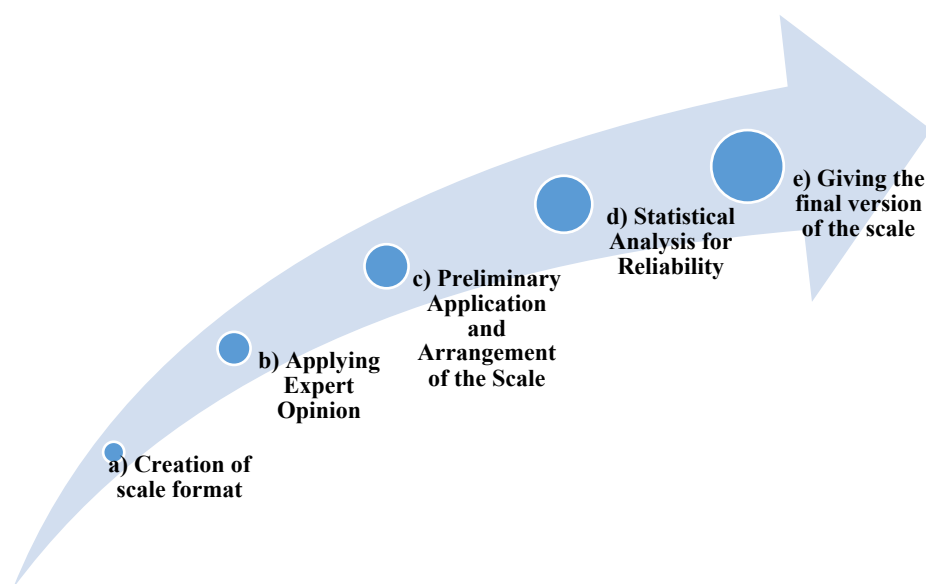 a) Creation of
scale format
b) Applying
Expert
Opinion
c) Preliminary
Application
and
Arrangement
of the Scale
d) Statistical
Analysis for
Reliability
e) Giving the
final version
of the scale